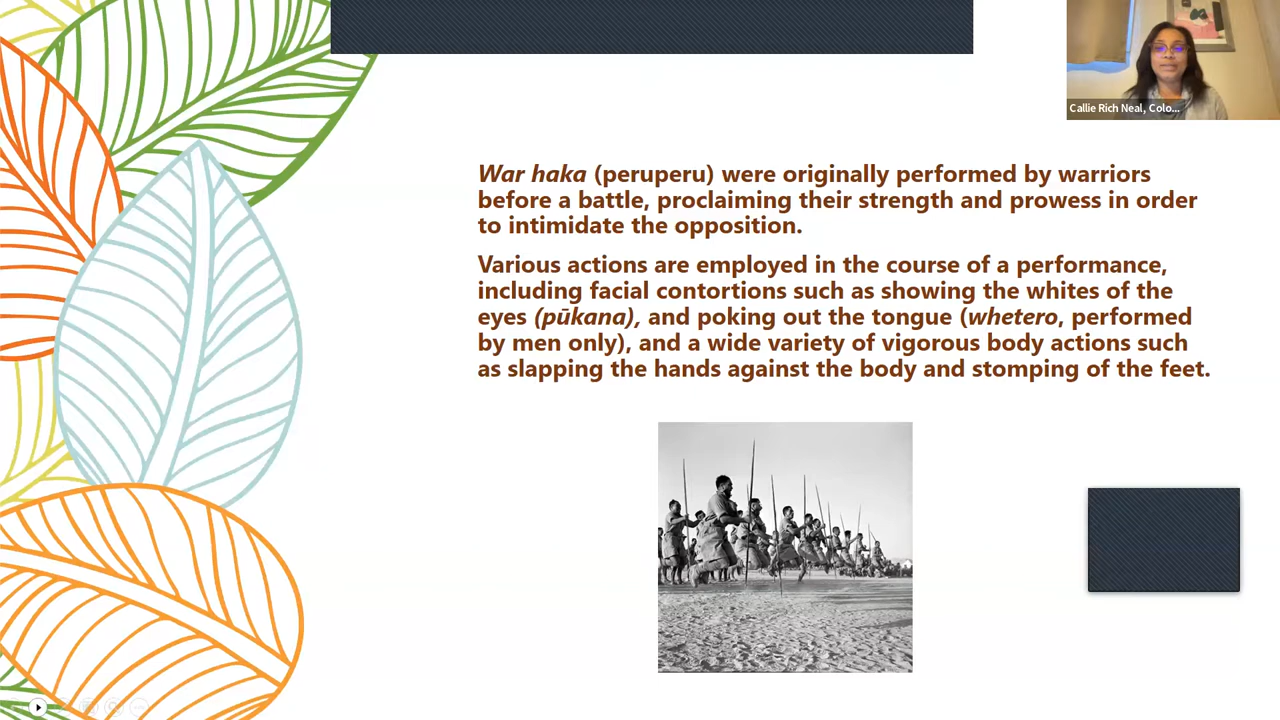 Callie Rich Neal, Colo...
War haka (peruperu) were originally performed by warriors
before a battle, proclaiming their strength and prowess in order
to intimidate the opposition.
Various actions are employed in the course of a performance,
including facial contortions such as showing the whites of the
eyes (pūkana), and poking out the tongue (whetero, performed
by men only), and a wide variety of vigorous body actions such
as slapping the hands against the body and stomping of the feet.